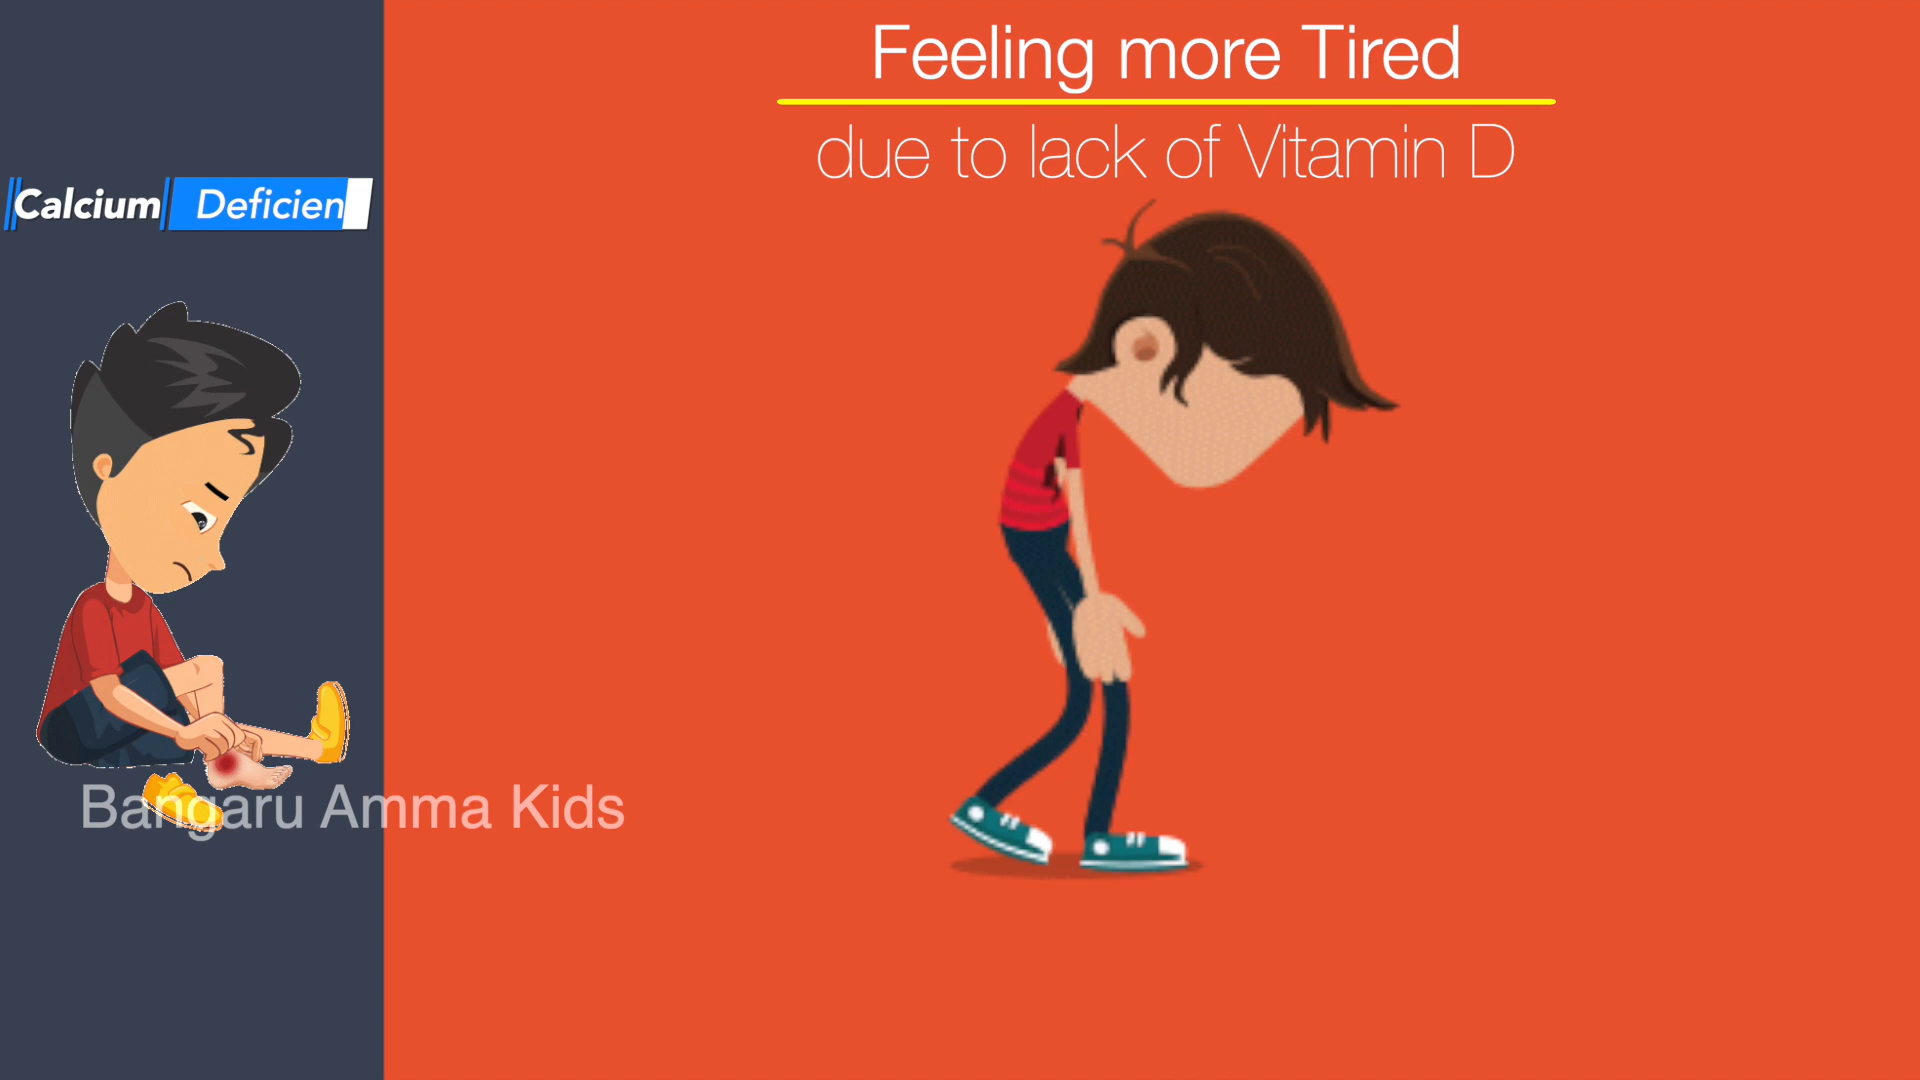 Feeling more Tired
due to lack of Vitamin D
Calcium Deficien
Bangaru Amma Kids